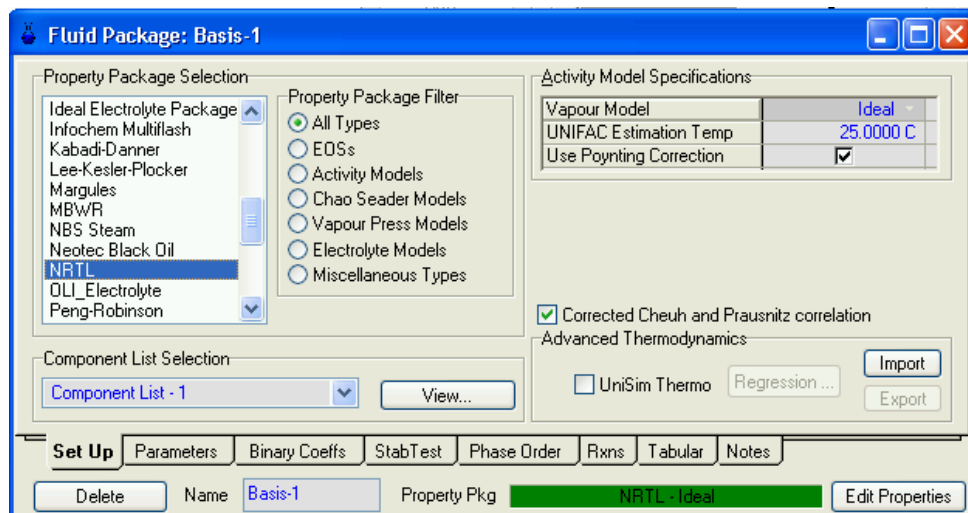 Fluid Package: Basis-1
Property Package Selection
Ideal Electrolyte Package
Infochem Multiflash
Kabadi-Danner
Lee-Kesler-Plocker
Margules
MBWR
NBS Steam
Neotec Black Oil
NRTL
OLI_Electrolyte
Peng-Robinson
Property Package Filter
All Types
EOSs
Activity Models
Chao Seader Models
Vapour Press Models
Electrolyte Models
Miscellaneous Types
Component List Selection
Component List - 1
View...
Activity Model Specifications
Vapour Model Ideal
UNIFAC Estimation Temp 25.0000 C
Use Poynting Correction
Corrected Cheuh and Prausnitz correlation
Advanced Thermodynamics
UniSim Thermo
Regression ...
Import
Export
Set Up Parameters Binary Coeffs StabTest Phase Order Rxns Tabular Notes
Delete Name Basis-1 Property Pkg NRTL - Ideal Edit Properties